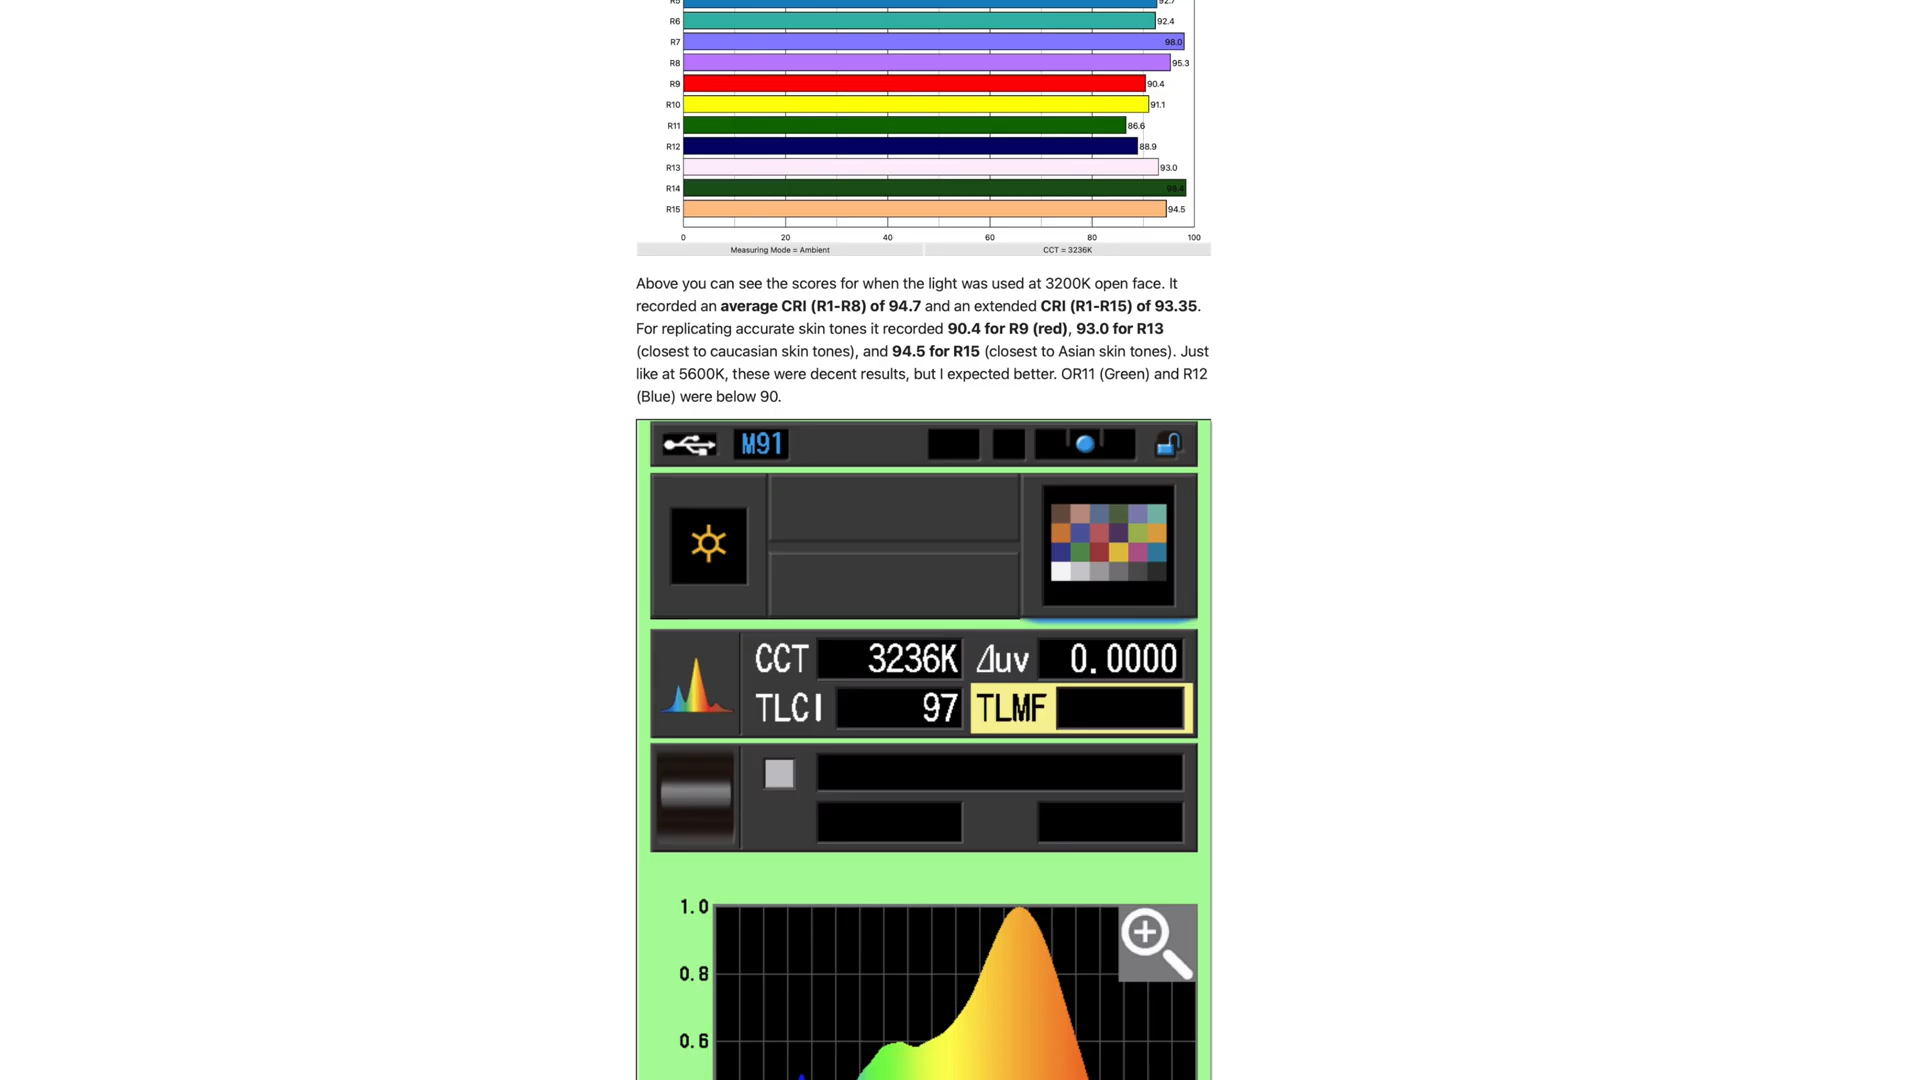 R5 92.7
R6 92.4
R7 98.0
R8 95.3
R9 90.4
R10 91.1
R11 86.6
R12 88.9
R13 93.0
R14 98.4
R15 94.5
0 20 40 60 80 100
Measuring Mode = Ambient CCT = 3236K
Above you can see the scores for when the light was used at 3200K open face. It
recorded an average CRI (R1-R8) of 94.7 and an extended CRI (R1-R15) of 93.35.
For replicating accurate skin tones it recorded 90.4 for R9 (red), 93.0 for R13
(closest to caucasian skin tones), and 94.5 for R15 (closest to Asian skin tones). Just
like at 5600K, these were decent results, but I expected better. OR11 (Green) and R12
(Blue) were below 90.
M91
CCT 3236K Δuv 0.0000
TLCI 97 TLMF
1.0
0.8
0.6